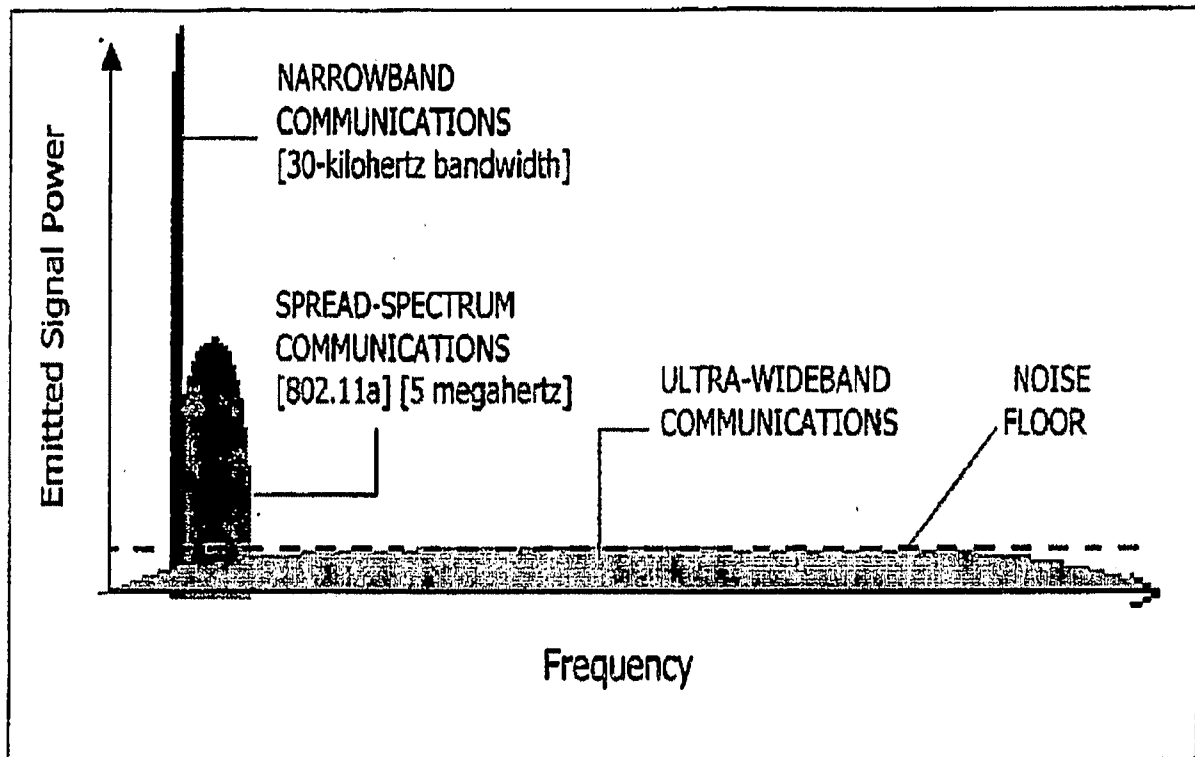 NARROWBAND
COMMUNICATIONS
[30-kilohertz bandwidth]
SPREAD-SPECTRUM
COMMUNICATIONS
[802.11a] [5 megahertz]
ULTRA-WIDEBAND
COMMUNICATIONS
NOISE
FLOOR
Emittted Signal Power
Frequency